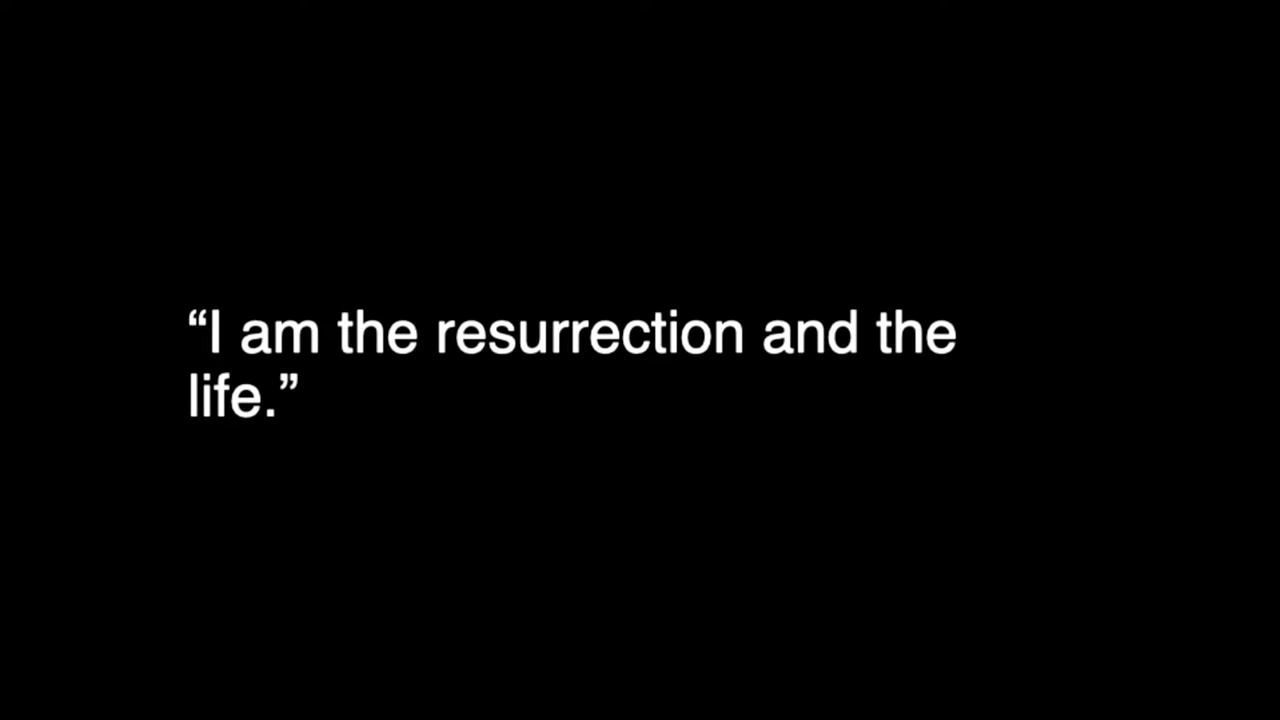 “I am the resurrection and the
life.”